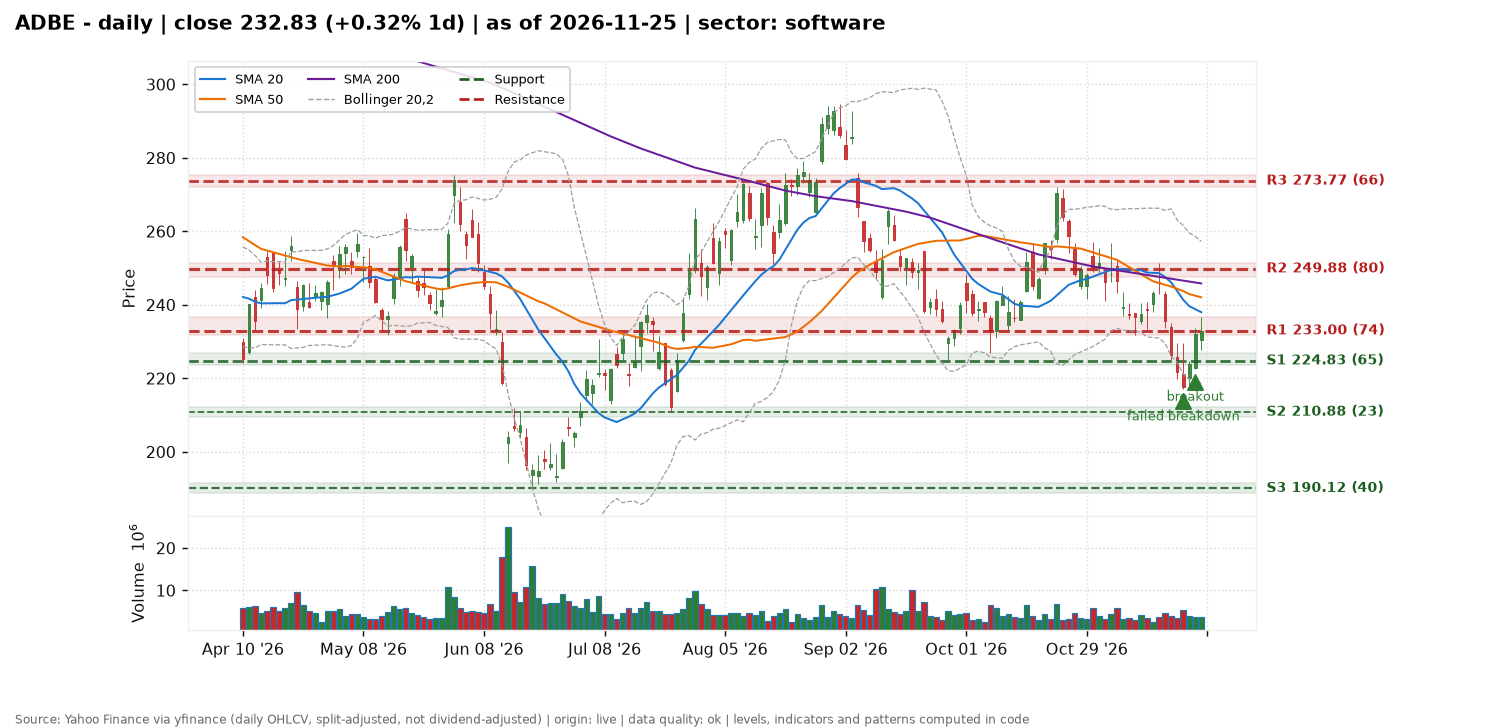 ADBE - daily | close 232.83 (+0.32% 1d) | as of 2026-11-25 | sector: software
SMA 20
SMA 50
SMA 200
Bollinger 20,2
Support
Resistance
Price
300
280
260
240
220
200
R3 273.77 (66)
R2 249.88 (80)
R1 233.00 (74)
S1 224.83 (65)
S2 210.88 (23)
S3 190.12 (40)
breakout
failed breakdown
Volume 10⁶
20
10
Apr 10 '26
May 08 '26
Jun 08 '26
Jul 08 '26
Aug 05 '26
Sep 02 '26
Oct 01 '26
Oct 29 '26
Source: Yahoo Finance via yfinance (daily OHLCV, split-adjusted, not dividend-adjusted) | origin: live | data quality: ok | levels, indicators and patterns computed in code